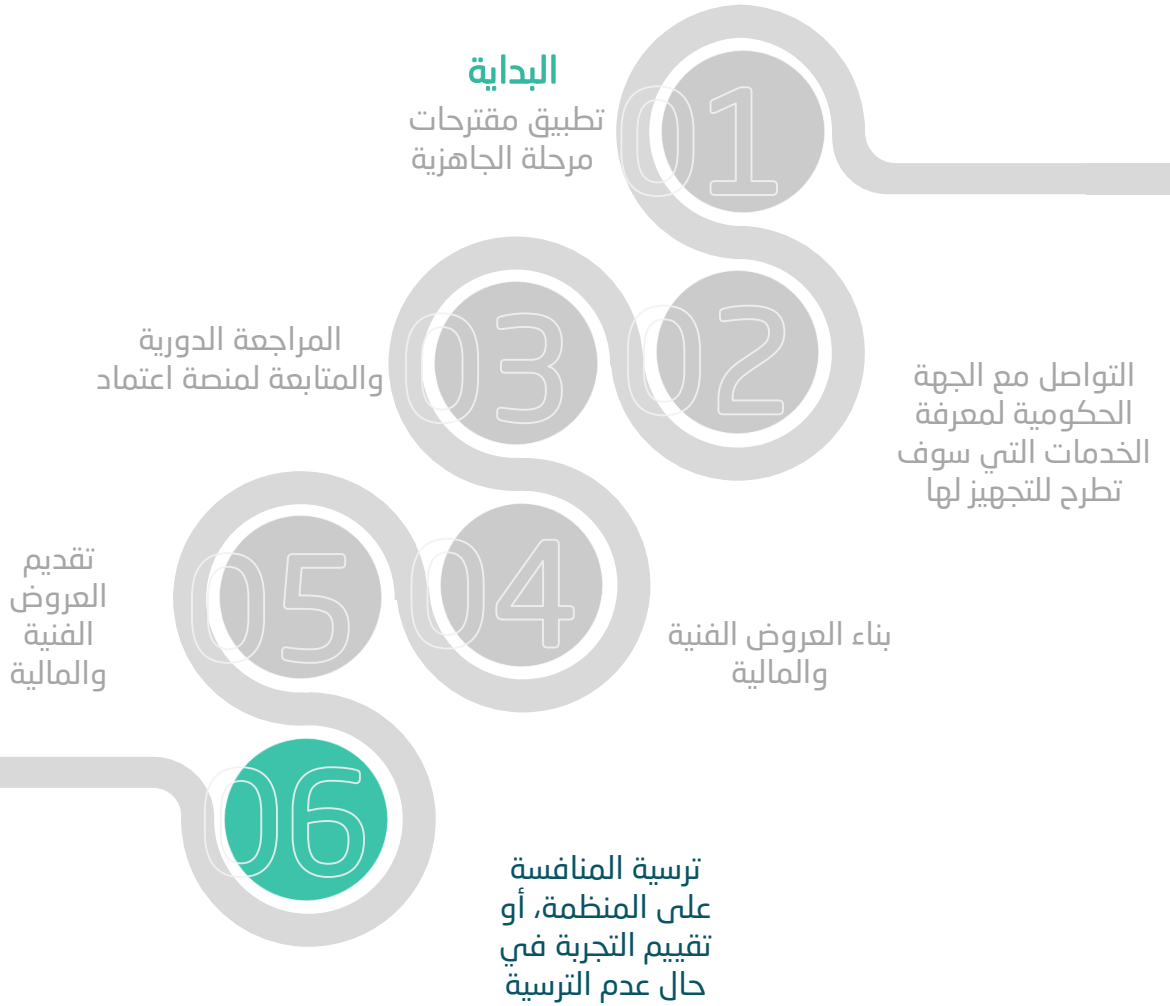 البداية
تطبيق مقترحات
مرحلة الجاهزية
01
02
التواصل مع الجهة
الحكومية لمعرفة
الخدمات التي سوف
تطرح للتجهيز لها
03
المراجعة الدورية
والمتابعة لمنصة اعتماد
04
بناء العروض الفنية
والمالية
05
تقديم
العروض
الفنية
والمالية
06
ترسية المنافسة
على المنظمة، أو
تقييم التجربة في
حال عدم الترسية